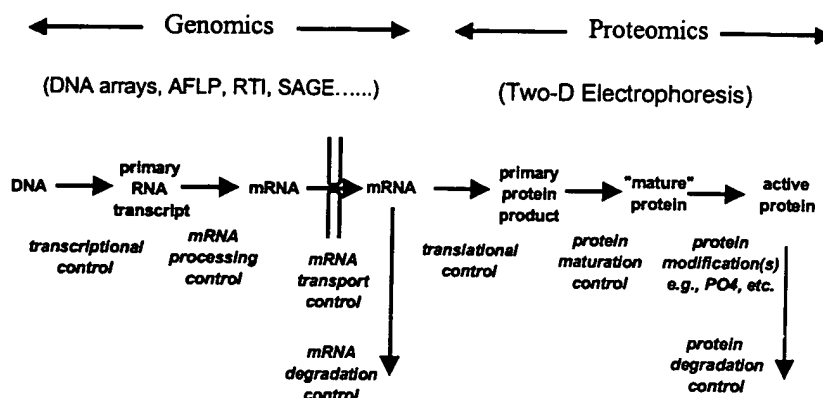 Genomics
Proteomics
(DNA arrays, AFLP, RTI, SAGE......)
(Two-D Electrophoresis)
DNA
primary
RNA
transcript
mRNA
mRNA
primary
protein
product
"mature"
protein
active
protein
transcriptional
control
mRNA
processing
control
mRNA
transport
control
translational
control
protein
maturation
control
protein
modification(s)
e.g., PO4, etc.
mRNA
degradation
control
protein
degradation
control